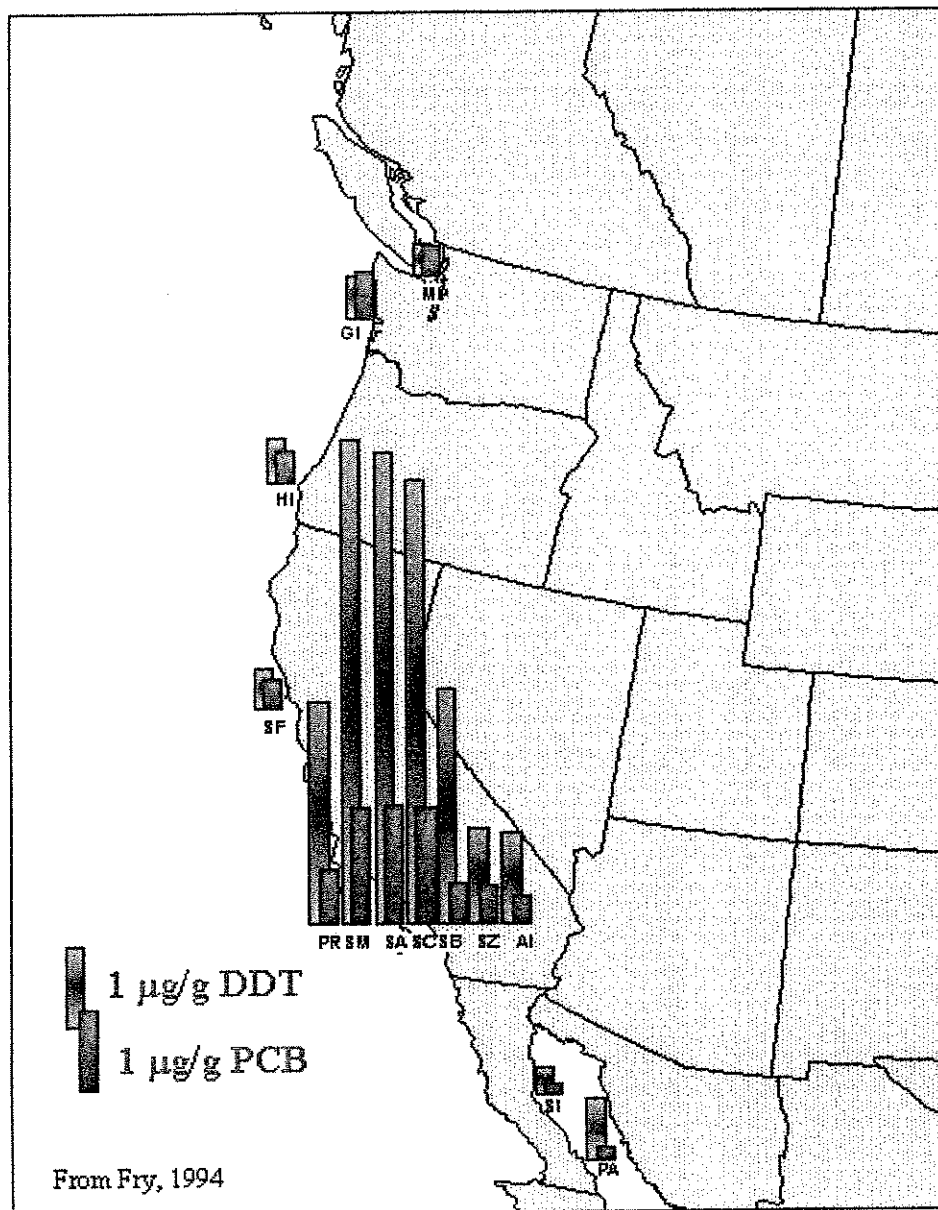 MP
S
GI
F
HI
SF
PR SM SA SC SB SZ AI
1 µg/g DDT
1 µg/g PCB
SI
PA
From Fry, 1994